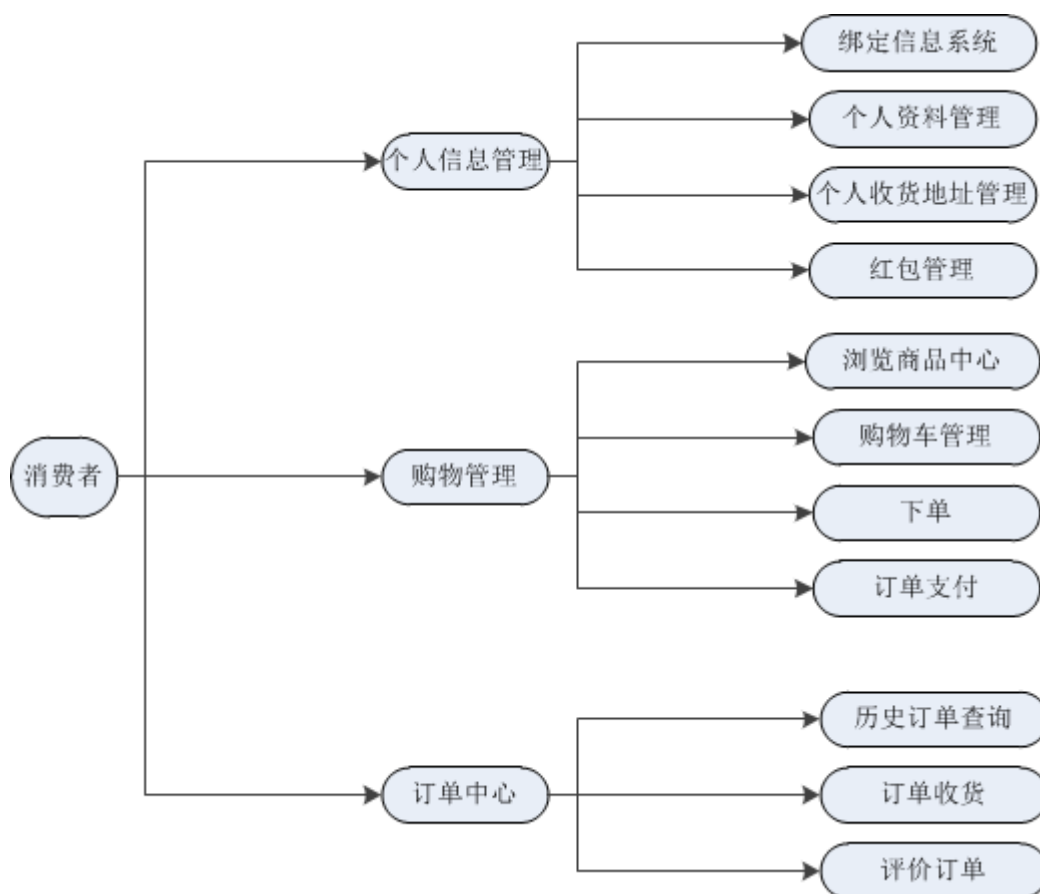 绑定信息系统
个人资料管理
个人信息管理
个人收货地址管理
红包管理
浏览商品中心
购物车管理
消费者
购物管理
下单
订单支付
历史订单查询
订单中心
订单收货
评价订单